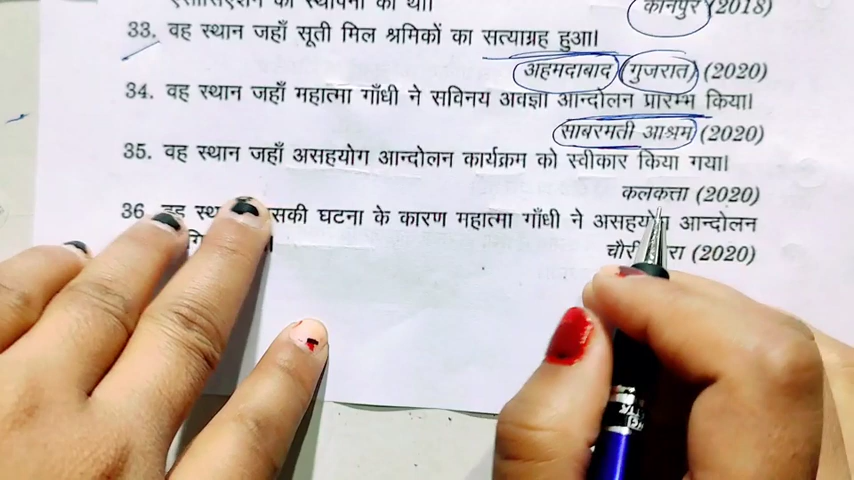 की स्थापना की थी।
कानपुर (2018)
33. वह स्थान जहाँ सूती मिल श्रमिकों का सत्याग्रह हुआ।
अहमदाबाद (गुजरात) (2020)
34. वह स्थान जहाँ महात्मा गाँधी ने सविनय अवज्ञा आन्दोलन प्रारम्भ किया।
साबरमती आश्रम (2020)
35. वह स्थान जहाँ असहयोग आन्दोलन कार्यक्रम को स्वीकार किया गया।
कलकत्ता (2020)
36 वह घटना के कारण महात्मा गाँधी ने असहयोग आन्दोलन
(2020)